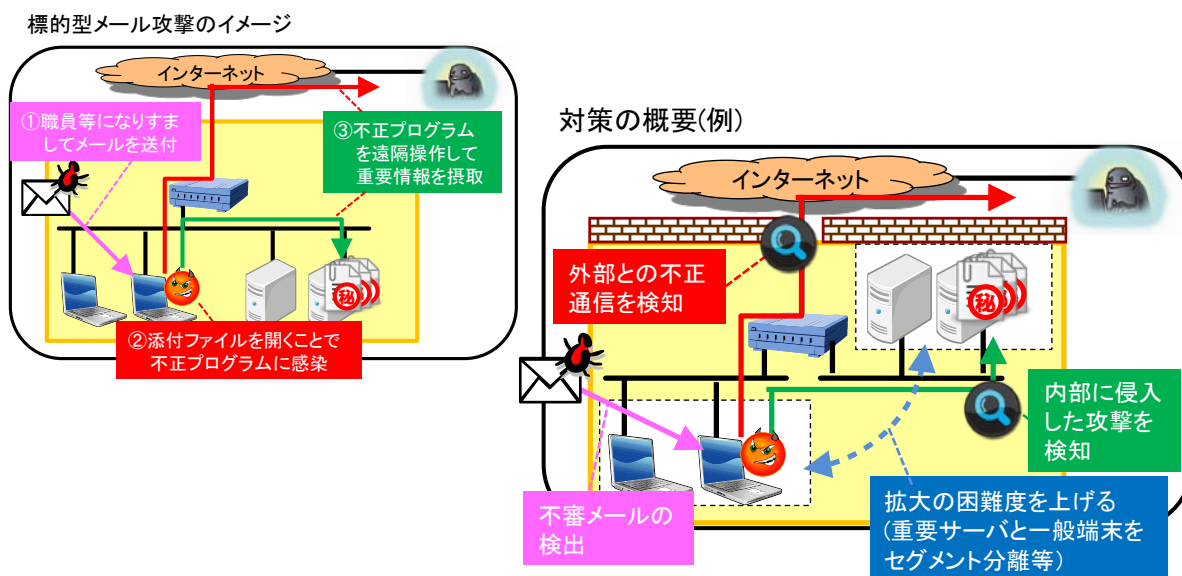 標的型メール攻撃のイメージ
インターネット
①職員等になりすま
してメールを送付
③不正プログラム
を遠隔操作して
重要情報を摂取
秘
②添付ファイルを開くことで
不正プログラムに感染
対策の概要(例)
インターネット
外部との不正
通信を検知
秘
内部に侵入
した攻撃を
検知
不審メールの
検出
拡大の困難度を上げる
(重要サーバと一般端末を
セグメント分離等)